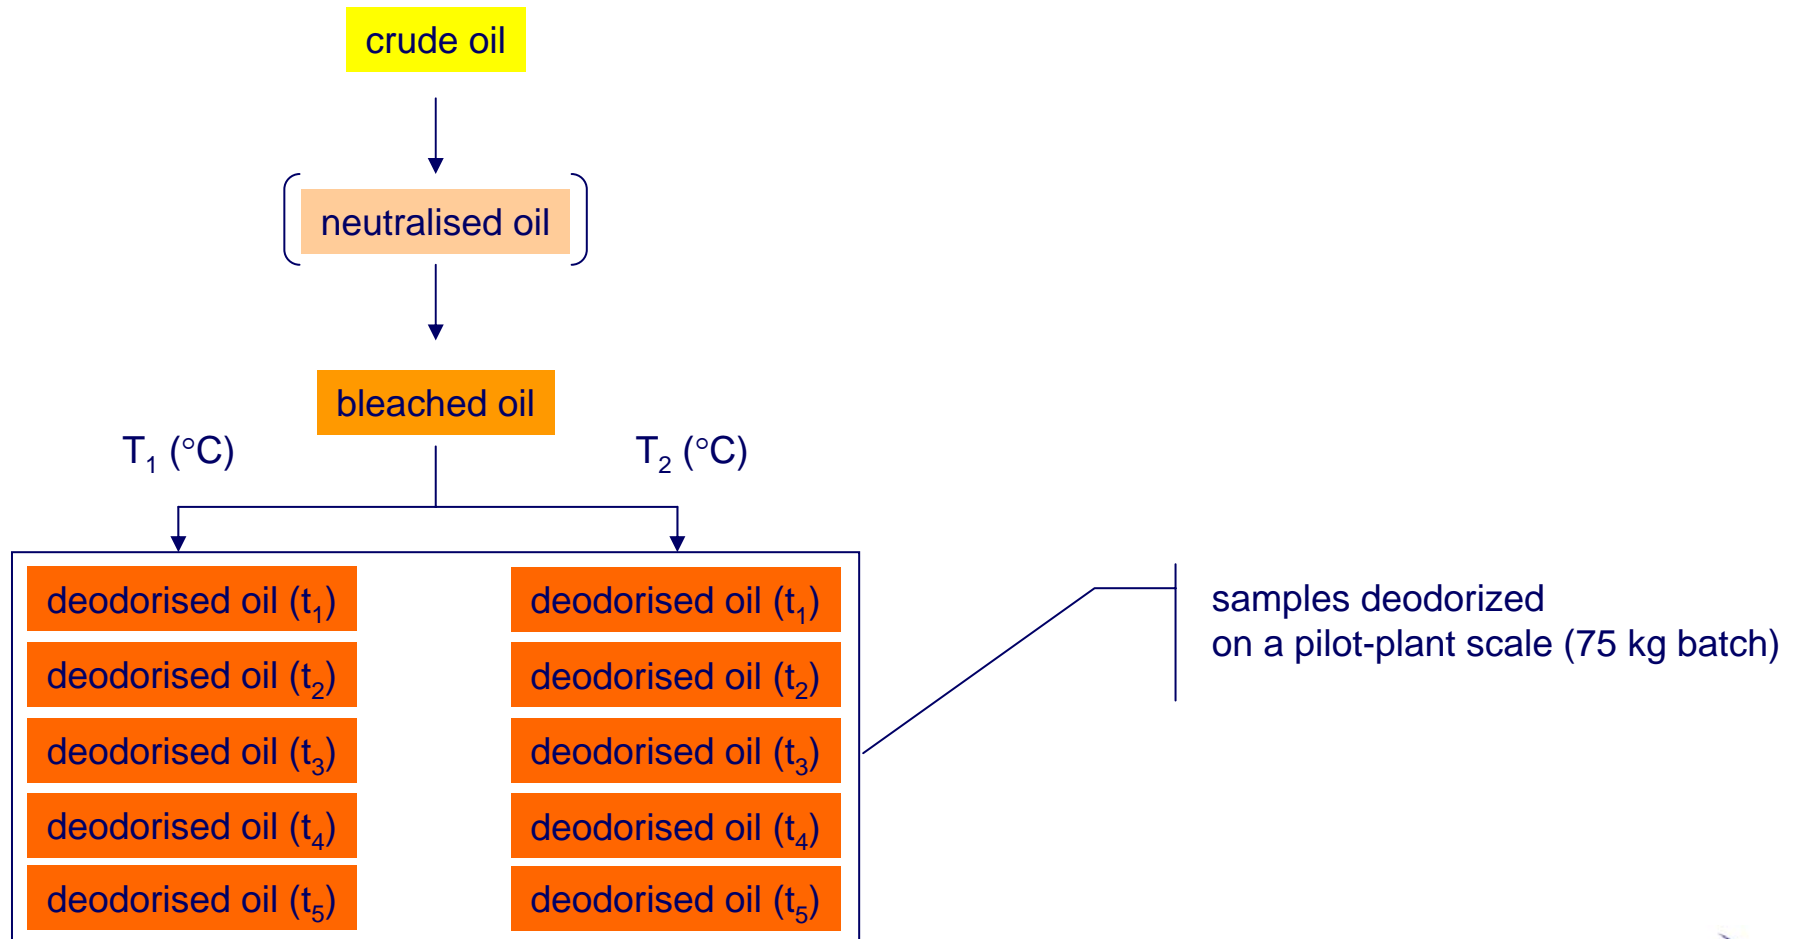 crude oil
neutralised oil
bleached oil
T₁ (°C)
T₂ (°C)
deodorised oil (t₁)
deodorised oil (t₂)
deodorised oil (t₃)
deodorised oil (t₄)
deodorised oil (t₅)
deodorised oil (t₁)
deodorised oil (t₂)
deodorised oil (t₃)
deodorised oil (t₄)
deodorised oil (t₅)
samples deodorized
on a pilot-plant scale (75 kg batch)